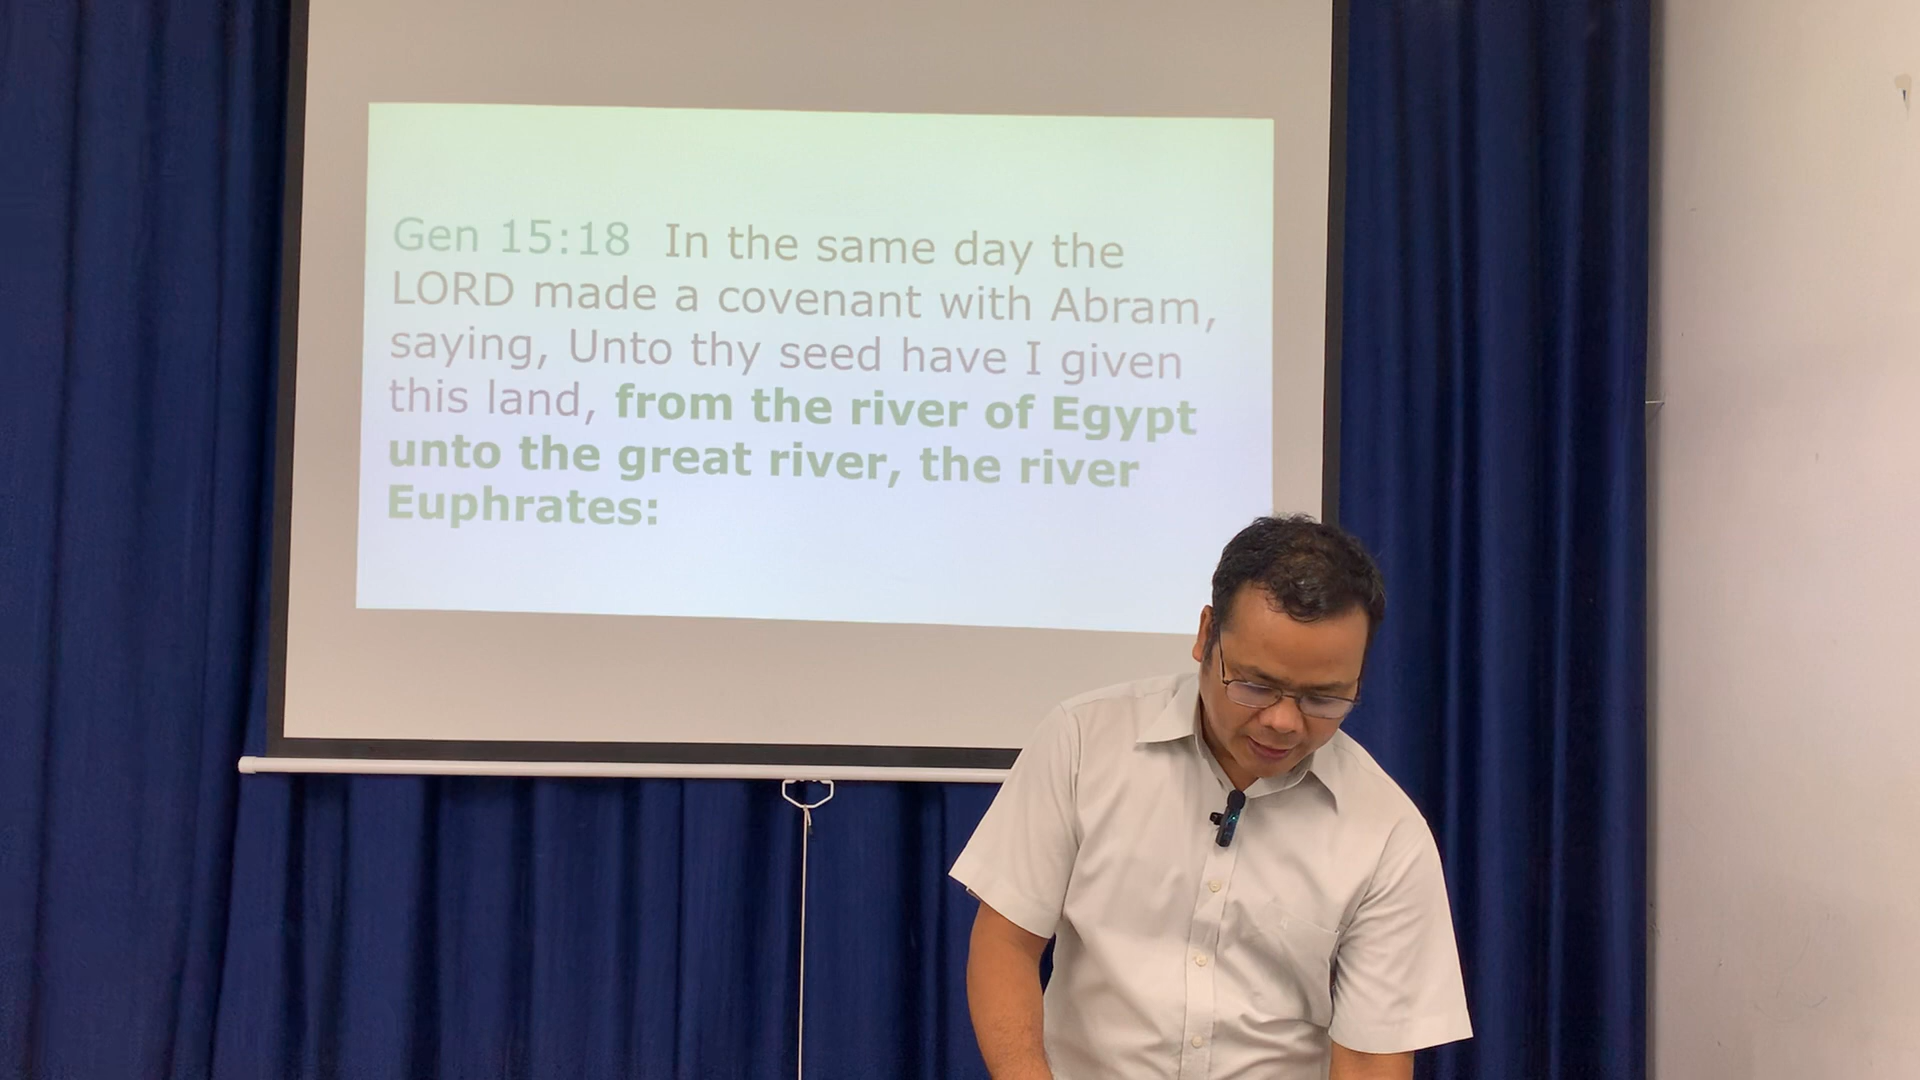 Gen 15:18  In the same day the
LORD made a covenant with Abram,
saying, Unto thy seed have I given
this land, from the river of Egypt
unto the great river, the river
Euphrates: